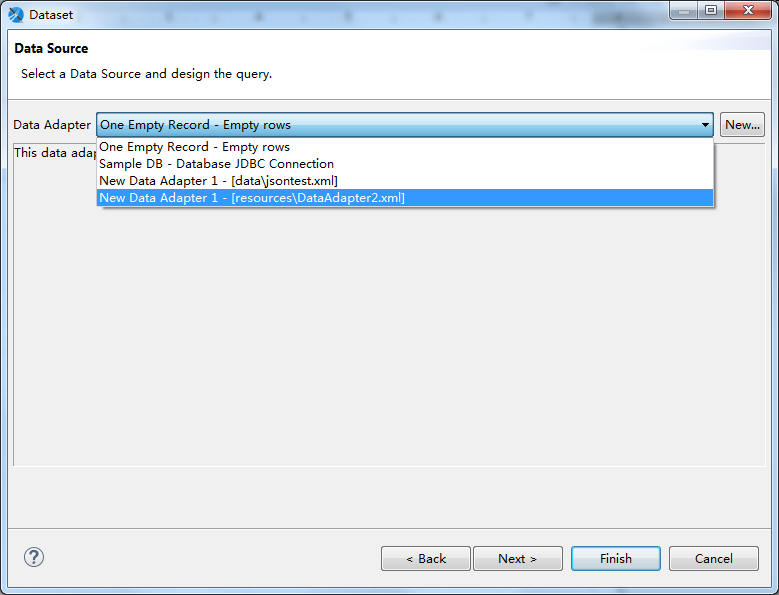 Dataset
Data Source
Select a Data Source and design the query.
Data Adapter One Empty Record - Empty rows New...
One Empty Record - Empty rows
This data adap
Sample DB - Database JDBC Connection
New Data Adapter 1 - [data\jsontest.xml]
New Data Adapter 1 - [resources\DataAdapter2.xml]
? < Back Next > Finish Cancel